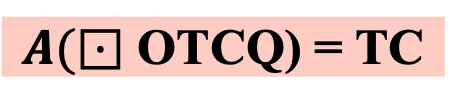 A(⊡ OTCQ) = TC